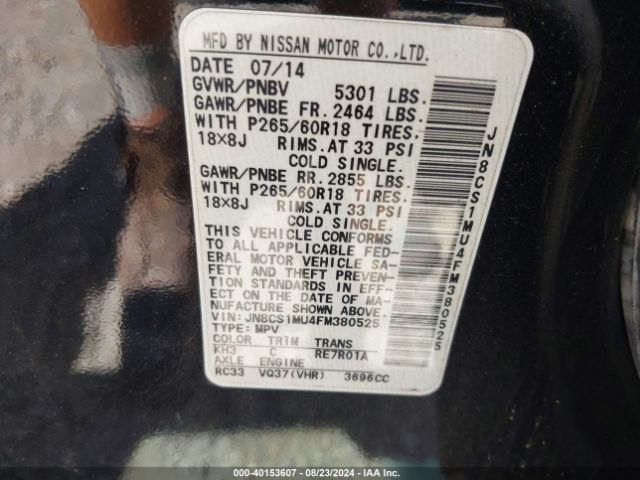 MFD BY NISSAN MOTOR CO.,LTD.
DATE 07/14
GVWR/PNBV 5301 LBS.
GAWR/PNBE FR. 2464 LBS.
WITH P265/60R18 TIRES.
18X8J RIMS. AT 33 PSI
COLD SINGLE.
GAWR/PNBE RR. 2855 LBS.
WITH P265/60R18 TIRES.
18X8J RIMS. AT 33 PSI
COLD SINGLE.
THIS VEHICLE CONFORMS
TO ALL APPLICABLE FED-
ERAL MOTOR VEHICLE SA-
FETY AND THEFT PREVEN-
TION STANDARDS IN EFF-
ECT ON THE DATE OF MA-
NUFACTURE SHOWN ABOVE.
VIN: JN8CS1MU4FM380525
TYPE: MPV
COLOR TRIM TRANS
KH3 C RE7R01A
AXLE ENGINE
RC33 VQ37(VHR) 3696CC
JN8CS1MU4FM380525
000-40153607 - 08/23/2024 - IAA Inc.